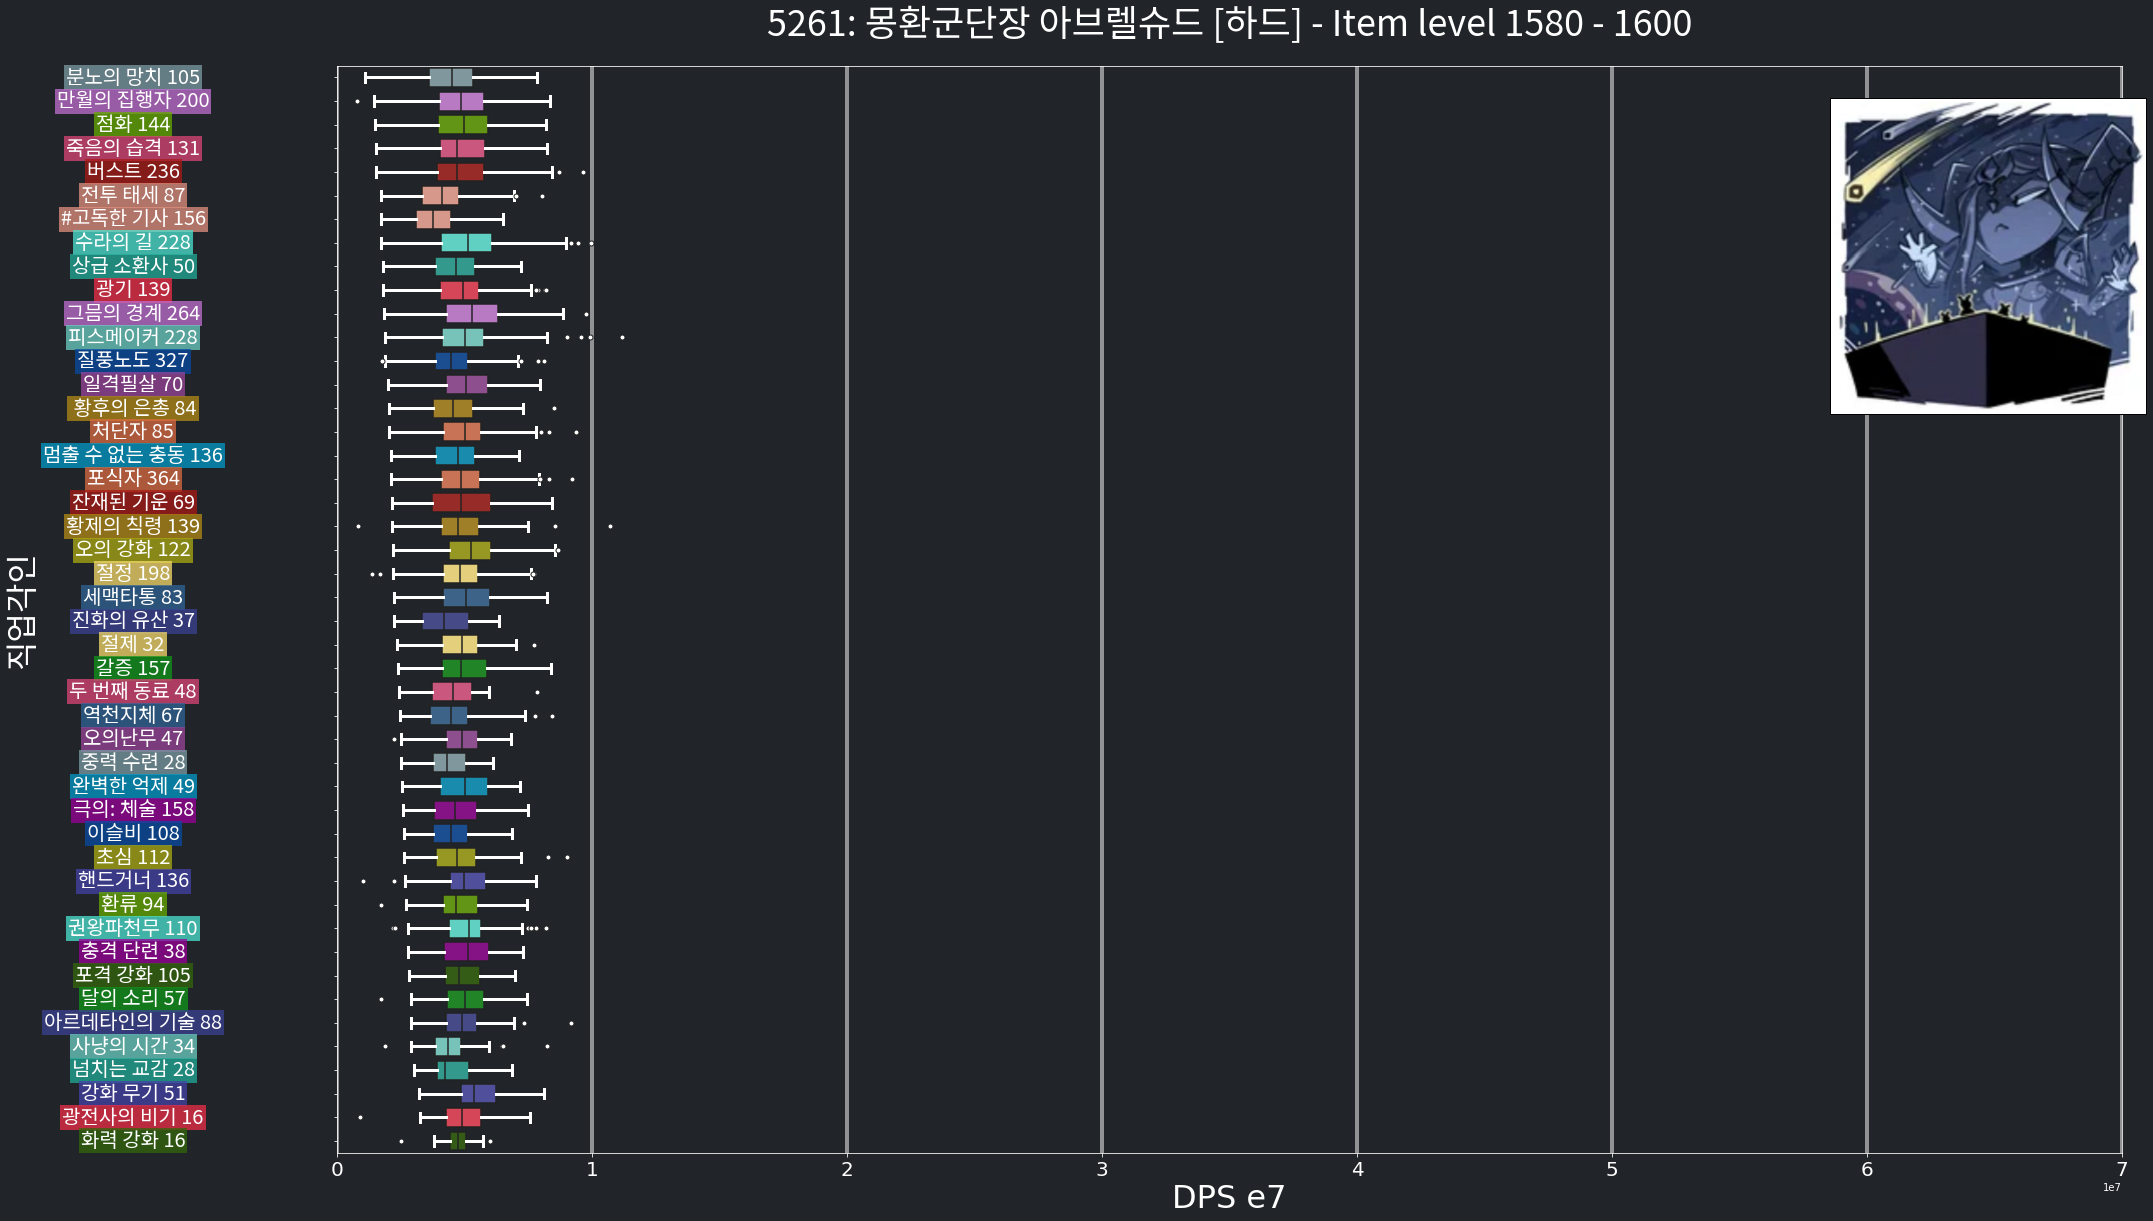 5261: 몽환군단장 아브렐슈드 [하드] - Item level 1580 - 1600
분노의 망치 105
만월의 집행자 200
점화 144
죽음의 습격 131
버스트 236
전투 태세 87
#고독한 기사 156
수라의 길 228
상급 소환사 50
광기 139
그믐의 경계 264
피스메이커 228
질풍노도 327
일격필살 70
황후의 은총 84
처단자 85
멈출 수 없는 충동 136
포식자 364
잔재된 기운 69
황제의 칙령 139
오의 강화 122
절정 198
세맥타통 83
진화의 유산 37
절제 32
갈증 157
두 번째 동료 48
역천지체 67
오의난무 47
중력 수련 28
완벽한 억제 49
극의: 체술 158
이슬비 108
초심 112
핸드거너 136
환류 94
권왕파천무 110
충격 단련 38
포격 강화 105
달의 소리 57
아르데타인의 기술 88
사냥의 시간 34
넘치는 교감 28
강화 무기 51
광전사의 비기 16
화력 강화 16
직업각인
0 1 2 3 4 5 6 7
1e7
DPS e7